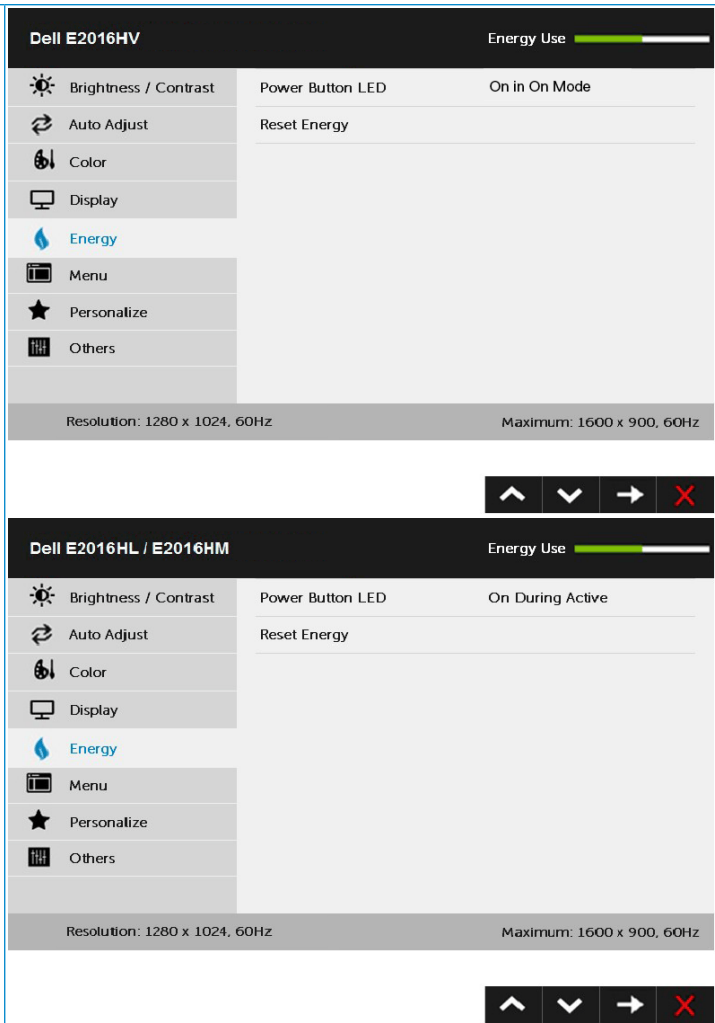 Dell E2016HV Energy Use
Brightness / Contrast Power Button LED On in On Mode
Auto Adjust Reset Energy
Color
Display
Energy
Menu
Personalize
Others
Resolution: 1280 x 1024, 60Hz Maximum: 1600 x 900, 60Hz
Dell E2016HL / E2016HM Energy Use
Brightness / Contrast Power Button LED On During Active
Auto Adjust Reset Energy
Color
Display
Energy
Menu
Personalize
Others
Resolution: 1280 x 1024, 60Hz Maximum: 1600 x 900, 60Hz